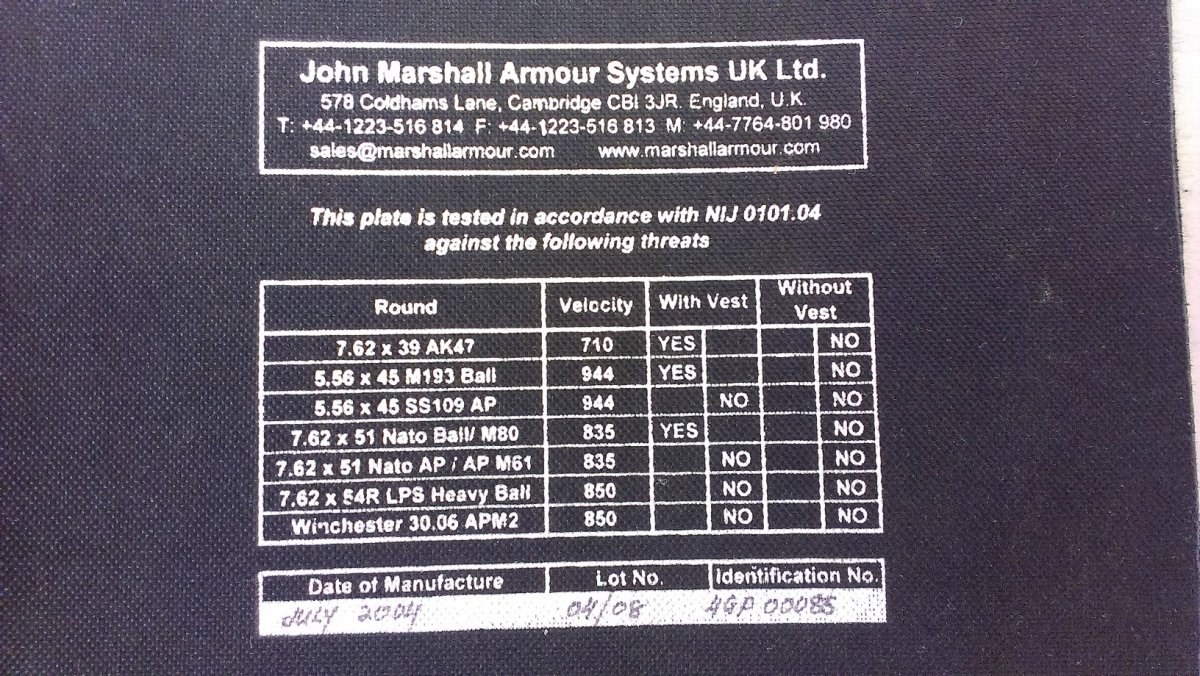 John Marshall Armour Systems UK Ltd.
578 Coldhams Lane, Cambridge CBI 3JR. England, U.K.
T: +44-1223-516 814 F: +44-1223-516 813 M: +44-7764-801 980
sales@marshallarmour.com www.marshallarmour.com
This plate is tested in accordance with NIJ 0101.04
against the following threats
Round Velocity With Vest Without Vest
7.62 x 39 AK47 710 YES NO
5.56 x 45 M193 Ball 944 YES NO
5.56 x 45 SS109 AP 944 NO NO
7.62 x 51 Nato Ball/ M80 835 YES NO
7.62 x 51 Nato AP / AP M61 835 NO NO
7.62 x 54R LPS Heavy Ball 850 NO NO
Winchester 30.06 APM2 850 NO NO
Date of Manufacture Lot No. Identification No.
JULY 2004 04/08 4GP 00085